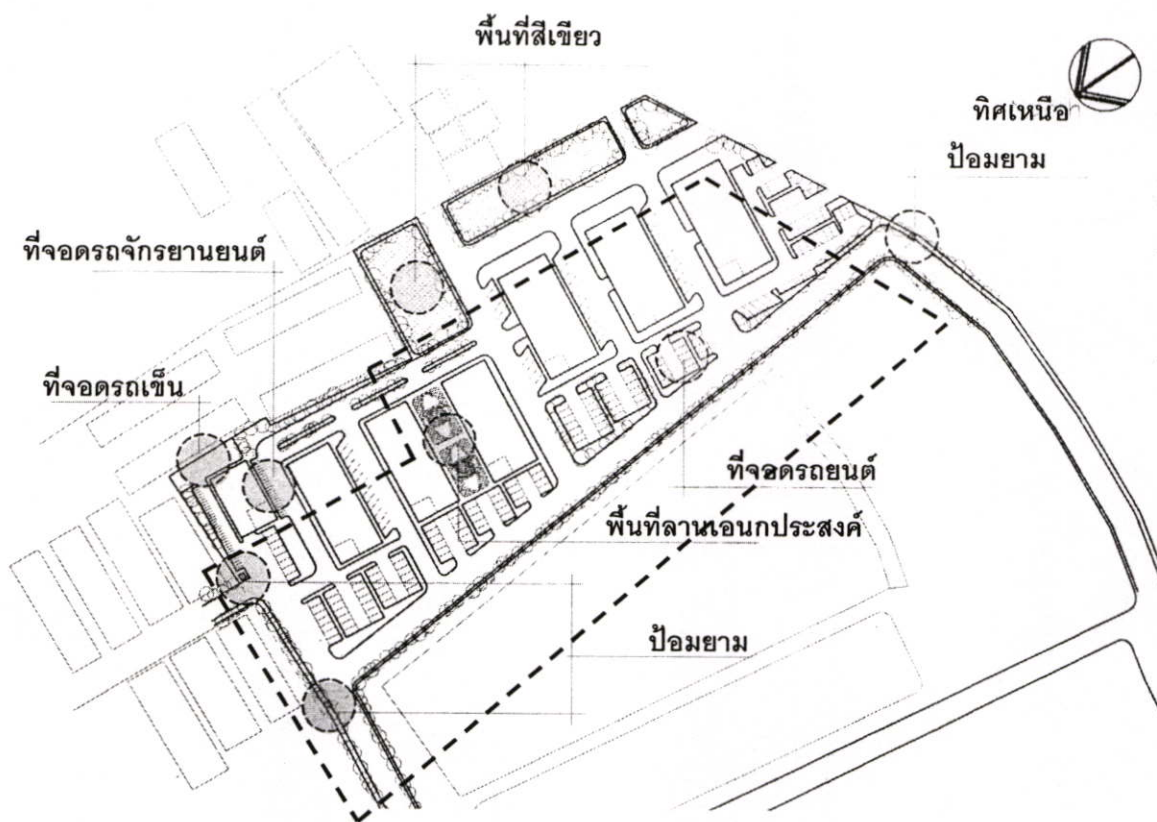 พื้นที่สีเขียว
ทิศเหนือ
ป้อมยาม
ที่จอดรถจักรยานยนต์
ที่จอดรถเข็น
ที่จอดรถยนต์
พื้นที่ลานเอนกประสงค์
ป้อมยาม